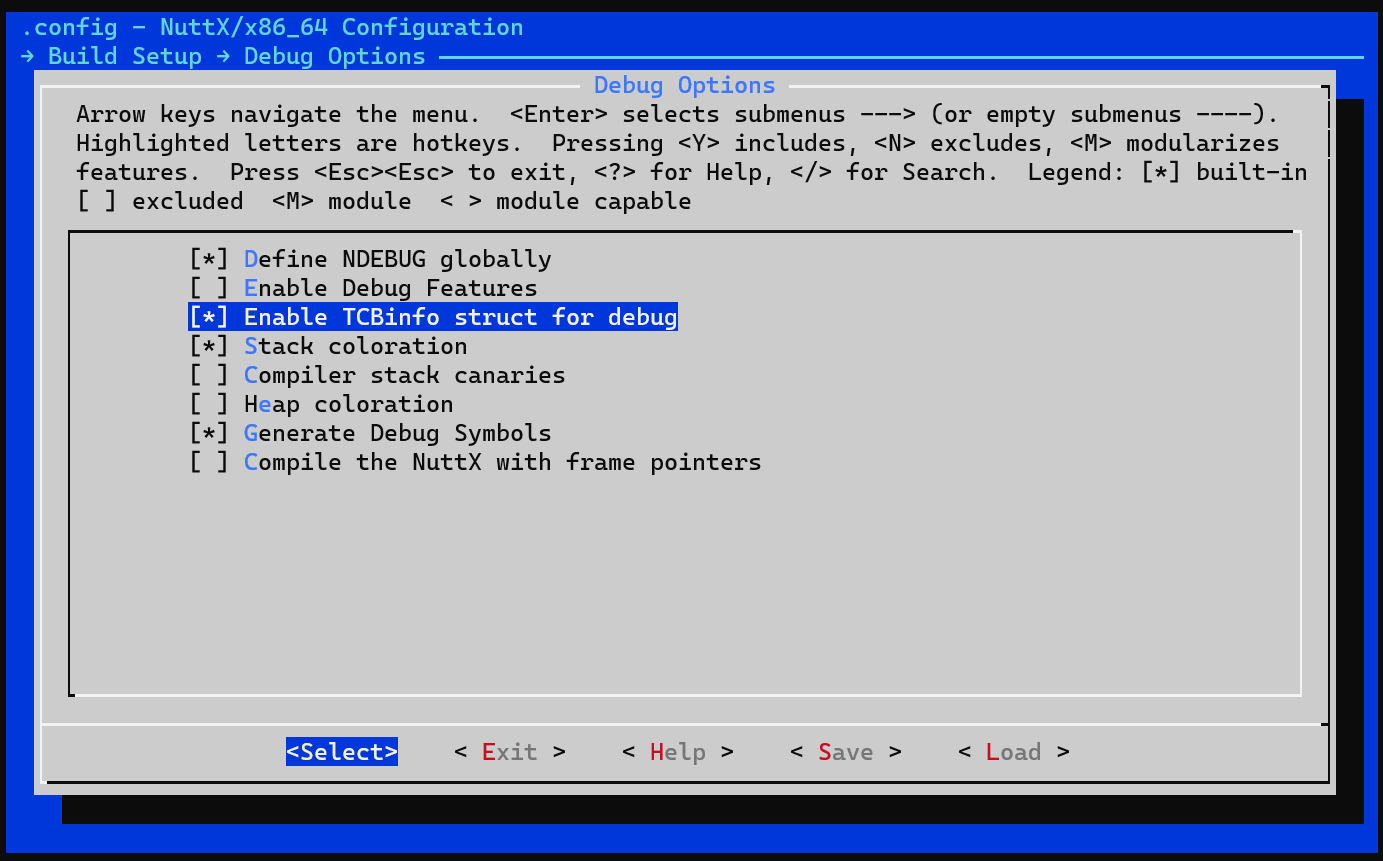 .config - NuttX/x86_64 Configuration
→ Build Setup → Debug Options
Debug Options
Arrow keys navigate the menu.  <Enter> selects submenus ---> (or empty submenus ----).
Highlighted letters are hotkeys.  Pressing <Y> includes, <N> excludes, <M> modularizes
features.  Press <Esc><Esc> to exit, <?> for Help, </> for Search.  Legend: [*] built-in
[ ] excluded  <M> module  < > module capable
[*] Define NDEBUG globally
[ ] Enable Debug Features
[*] Enable TCBinfo struct for debug
[*] Stack coloration
[ ] Compiler stack canaries
[ ] Heap coloration
[*] Generate Debug Symbols
[ ] Compile the NuttX with frame pointers
<Select>    < Exit >    < Help >    < Save >    < Load >